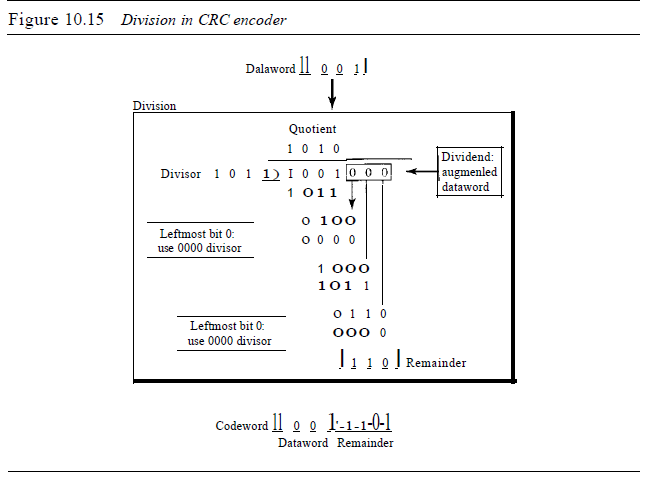 Figure 10.15 Division in CRC encoder
Dalaword 1 0 0 1
Division
Quotient
1 0 1 0
Divisor 1 0 1 1) 1 0 0 1 0 0 0
Dividend:
augmenled
dataword
1 0 1 1
0 1 0 0
Leftmost bit 0:
use 0000 divisor
0 0 0 0
1 0 0 0
1 0 1 1
0 1 1 0
Leftmost bit 0:
use 0000 divisor
0 0 0 0
1 1 0 Remainder
Codeword 1 0 0 1 1 1 0
Dataword Remainder